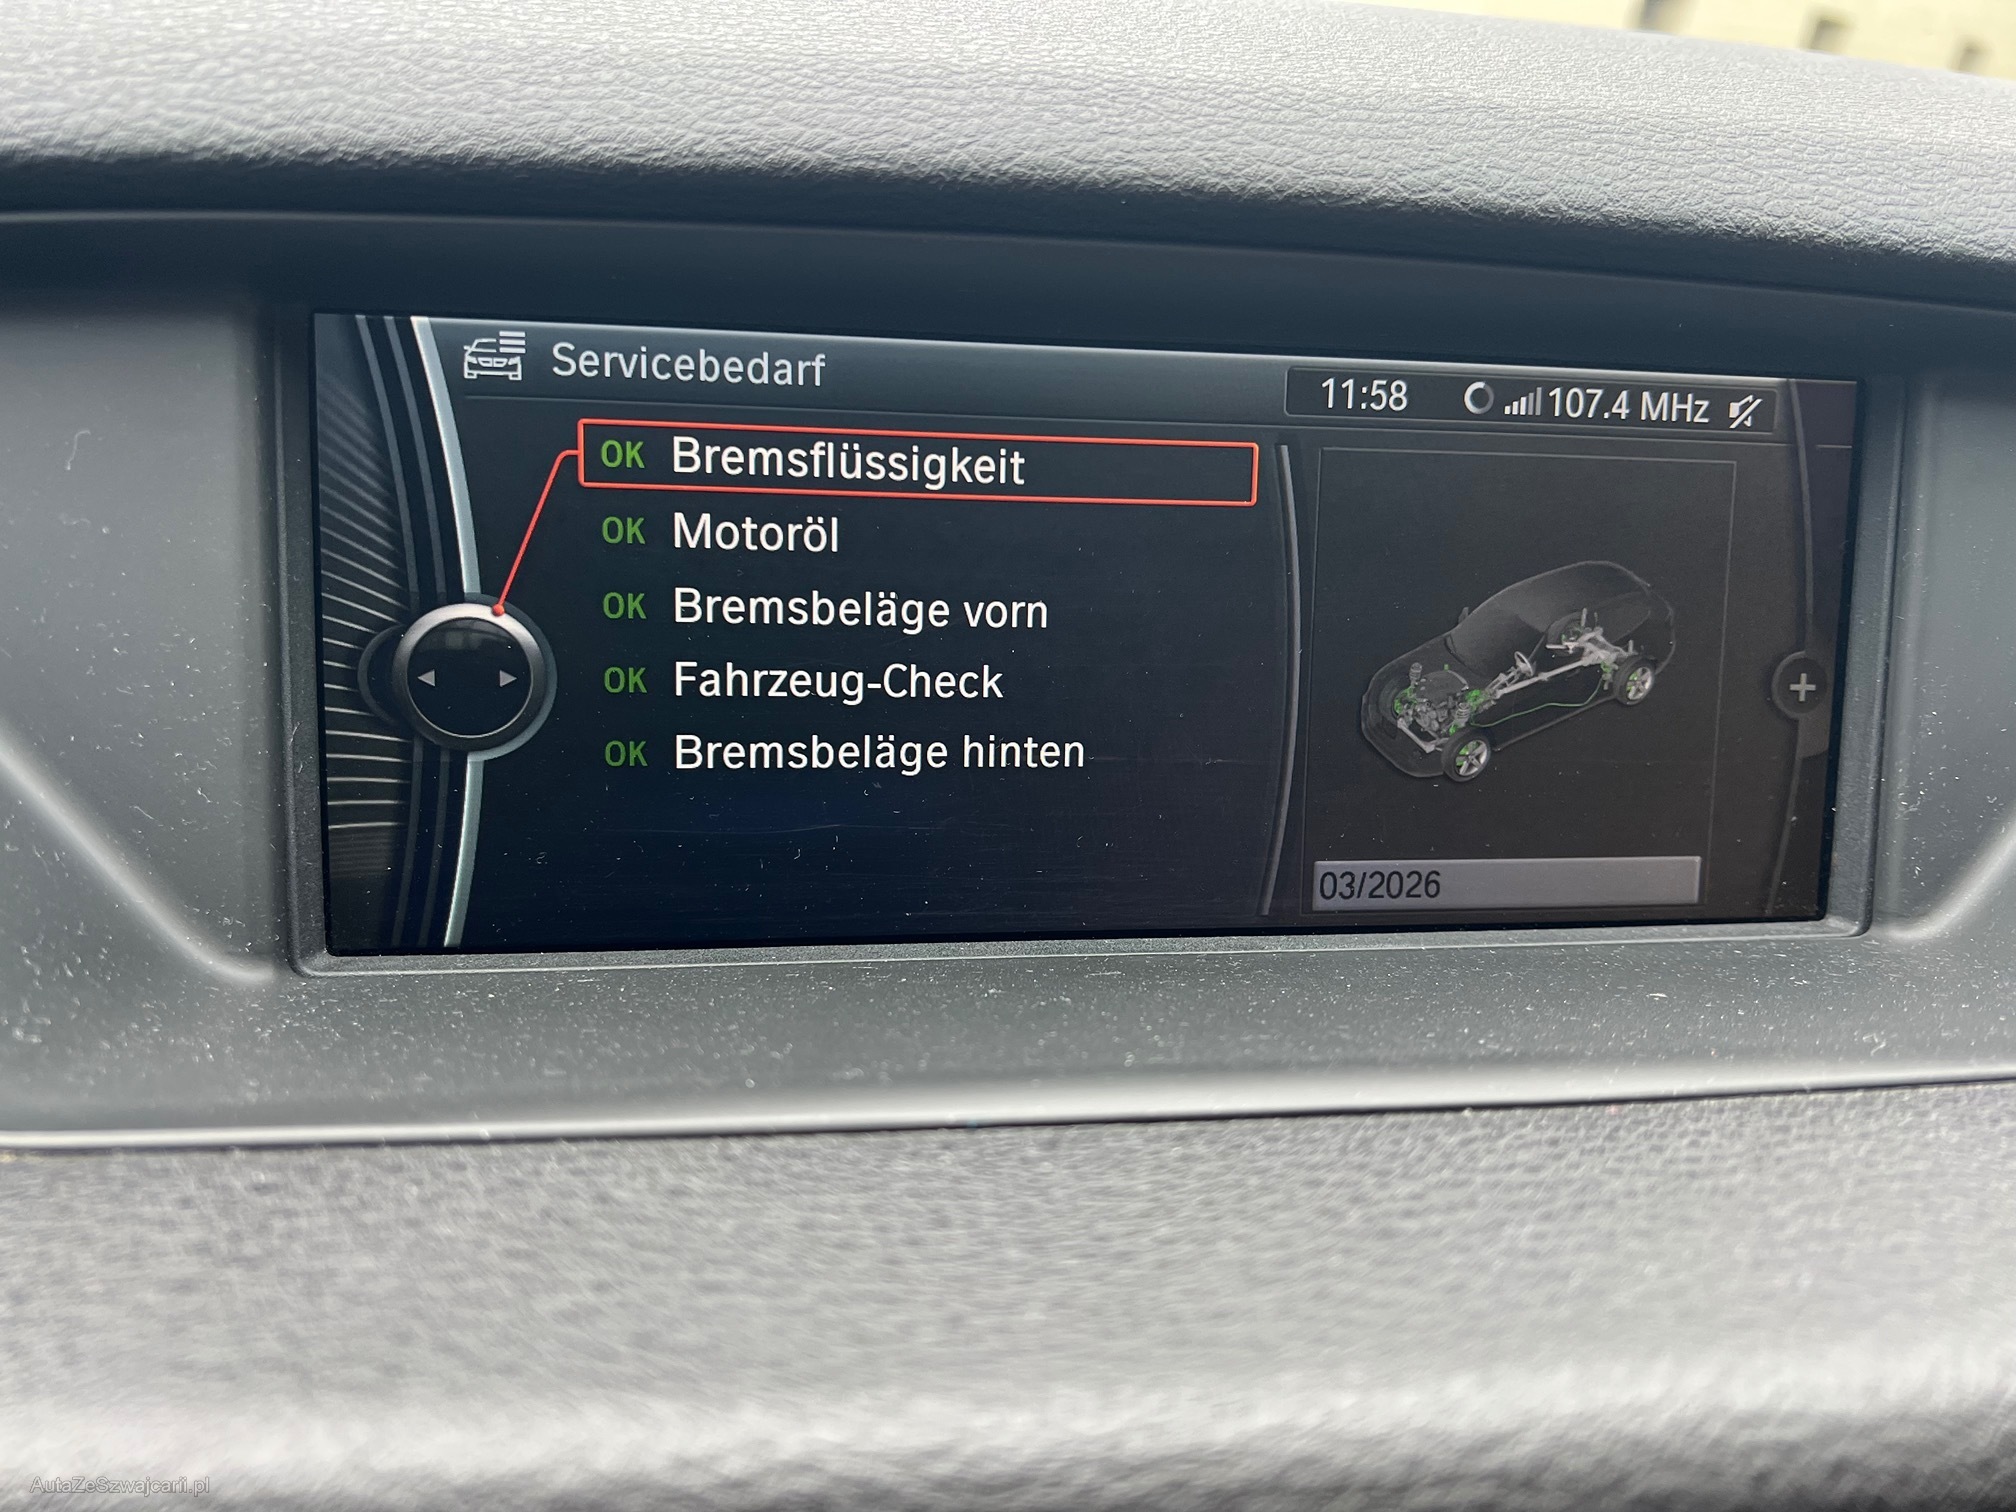 Servicebedarf
11:58 107.4 MHz
OK Bremsflüssigkeit
OK Motoröl
OK Bremsbeläge vorn
OK Fahrzeug-Check
OK Bremsbeläge hinten
03/2026
AutaZeSzwajcarii.pl